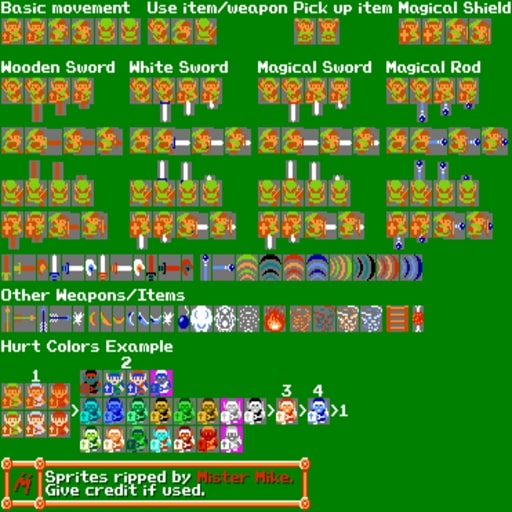 Basic movement Use item/weapon Pick up item Magical Shield
Wooden Sword White Sword Magical Sword Magical Rod
Other Weapons/Items
Hurt Colors Example
1 2 3 4
>1
Sprites ripped by Mister Mike.
Give credit if used.